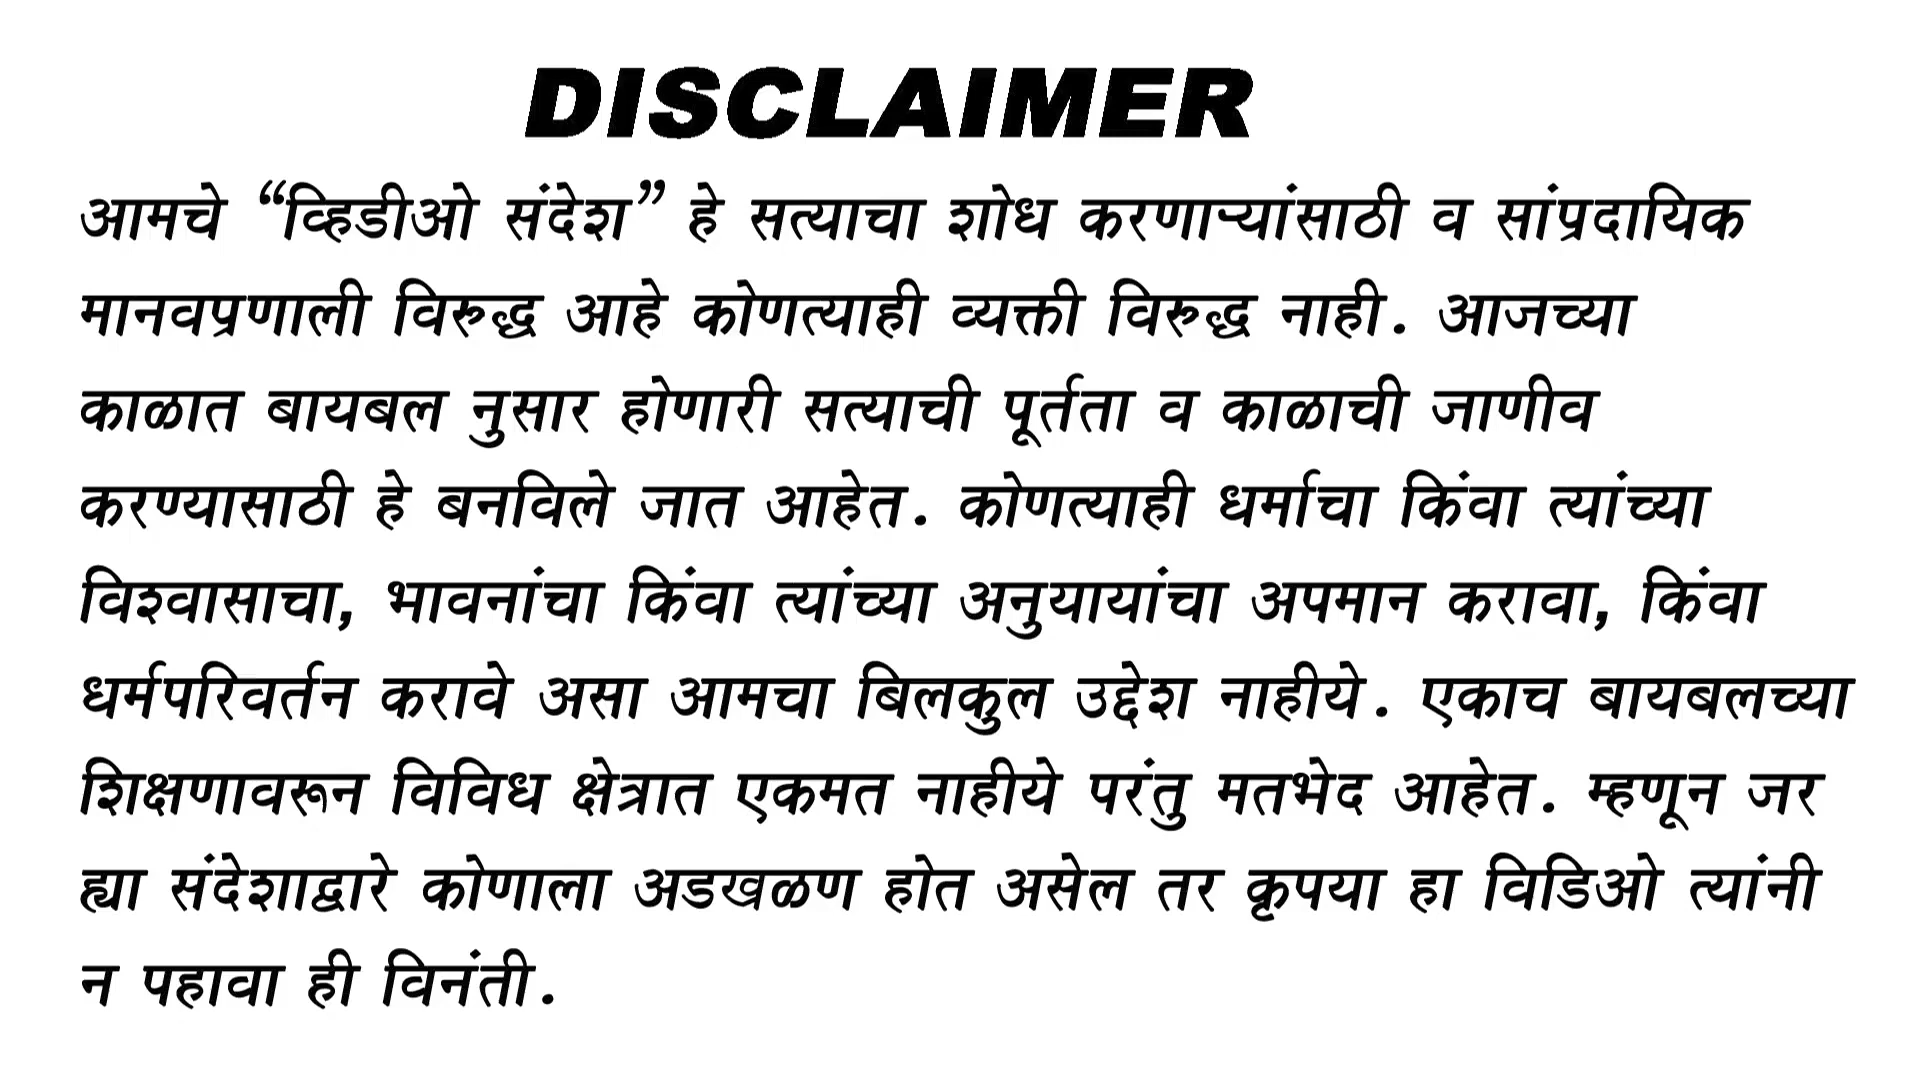 DISCLAIMER
आमचे “व्हिडीओ संदेश” हे सत्याचा शोध करणाऱ्यांसाठी व सांप्रदायिक
मानवप्रणाली विरूद्ध आहे कोणत्याही व्यक्ती विरूद्ध नाही. आजच्या
काळात बायबल नुसार होणारी सत्याची पूर्तता व काळाची जाणीव
करण्यासाठी हे बनविले जात आहेत. कोणत्याही धर्माचा किंवा त्यांच्या
विश्वासाचा, भावनांचा किंवा त्यांच्या अनुयायांचा अपमान करावा, किंवा
धर्मपरिवर्तन करावे असा आमचा बिलकुल उद्देश नाहीये. एकाच बायबलच्या
शिक्षणावरून विविध क्षेत्रात एकमत नाहीये परंतु मतभेद आहेत. म्हणून जर
ह्या संदेशाद्वारे कोणाला अडखळण होत असेल तर कृपया हा विडिओ त्यांनी
न पहावा ही विनंती.